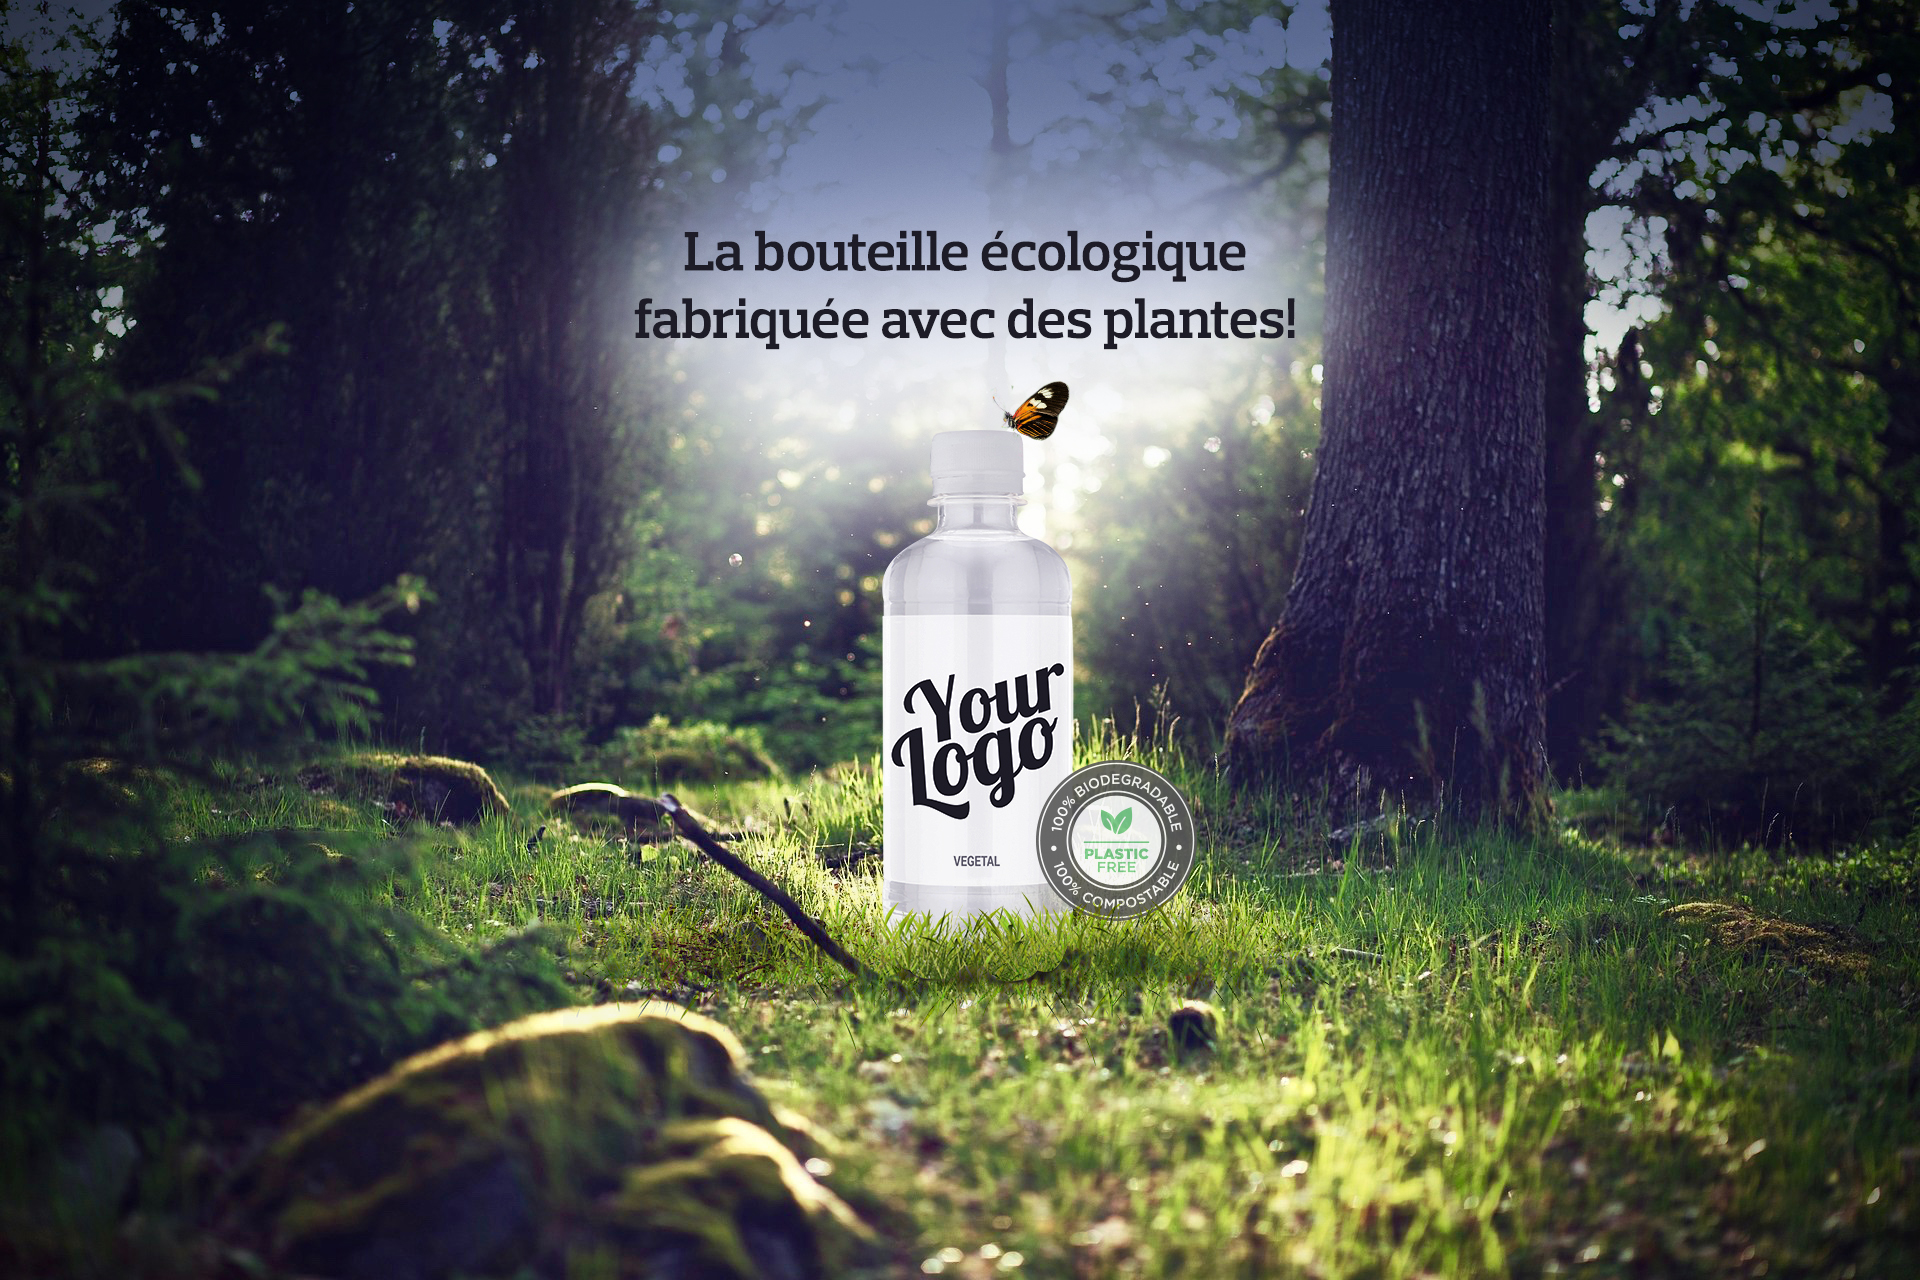 La bouteille écologique
fabriquée avec des plantes!
Your
Logo
VEGETAL
100% BIODEGRADABLE
PLASTIC
FREE
100% COMPOSTABLE